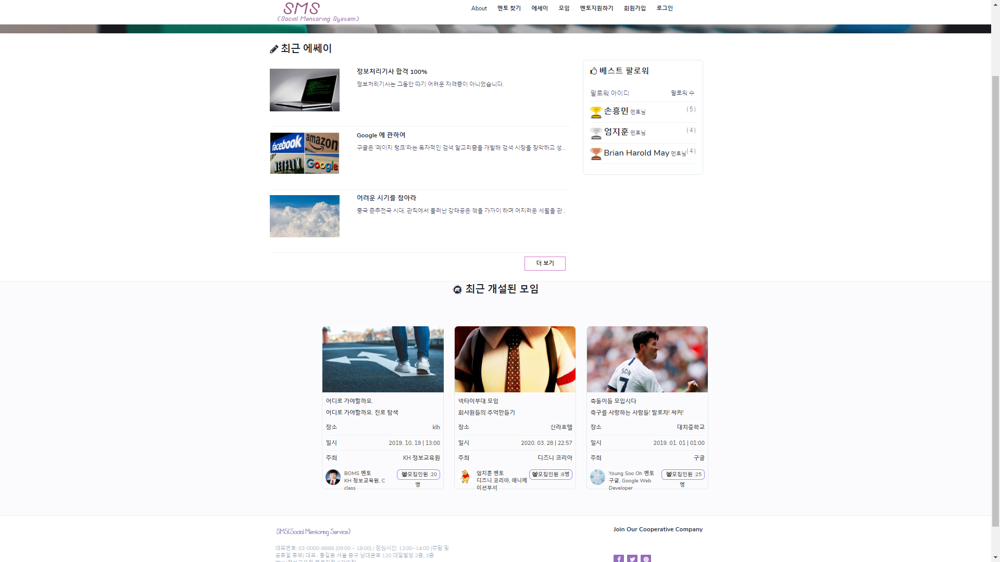 SMS
(Social Mentoring System)
About 멘토 찾기 에세이 모임 멘토지원하기 회원가입 로그인
최근 에쎄이
정보처리기사 합격 100%
정보처리기사는 그동안 따기 어려운 자격증이 아니었습니다.
facebook amazon
NETFLIX Google
Google 에 관하여
구글은 '페이지 랭크'라는 독자적인 검색 알고리즘을 개발해 검색 시장을 장악하고 성...
어려운 시기를 참아라
중국 춘추전국 시대, 관직에서 물러난 강태공은 책을 가까이 하며 어지러운 세월을 관...
더 보기
베스트 팔로워
팔로워 아이디 팔로워 수
손흥민 멘토님 ( 5 )
엄지훈 멘토님 ( 4 )
Brian Harold May 멘토님 ( 4 )
최근 개설된 모임
어디로 가야할까요.
어디로 가야할까요. 진로 탐색
장소 klh
일시 2019. 10. 19 | 13:00
주최 KH 정보교육원
BOMS 멘토
KH 정보교육원, C
class
모집인원 :20
명
넥타이부대 모임
회사원들의 추억만들기
장소 신라호텔
일시 2020. 03. 28 | 22:57
주최 디즈니 코리아
엄지훈 멘토
디즈니 코리아, 애니메
이션부서
모집인원 :8명
SON
7
축돌이들 모입시다
축구를 사랑하는 사람들! 발로차! 싸커!
장소 대치중학교
일시 2019. 01. 01 | 01:00
주최 구글
Young Soo Oh 멘토
구글, Google Web
Developer
모집인원 :25
명
SMS(Social Mentoring Service)
대표번호: 02-0000-8888 (09:00 ~ 18:00) / 점심시간: 13:00~14:00 (주말 및
공휴일 휴무) 대표 : 홍길동 서울 중구 남대문로 120 대일빌딩 2층, 3층
Join Our Cooperative Company